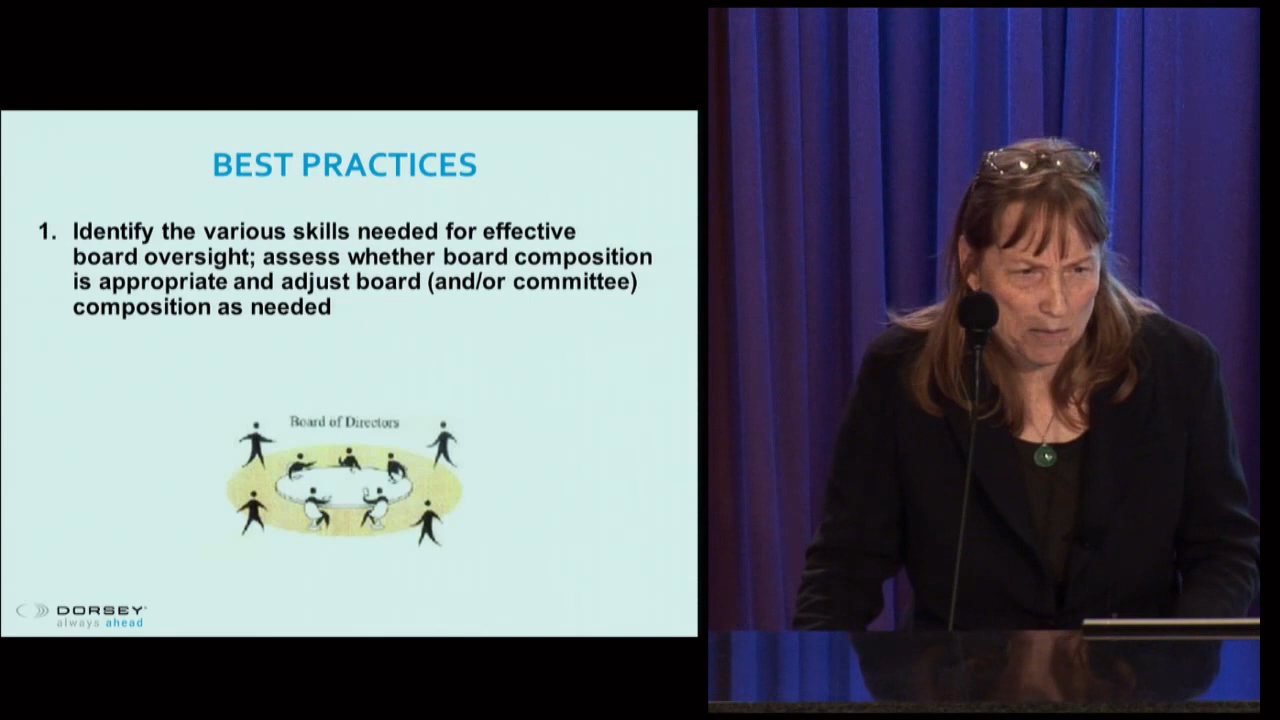 BEST PRACTICES
1. Identify the various skills needed for effective
board oversight; assess whether board composition
is appropriate and adjust board (and/or committee)
composition as needed
Board of Directors
DORSEY
always ahead